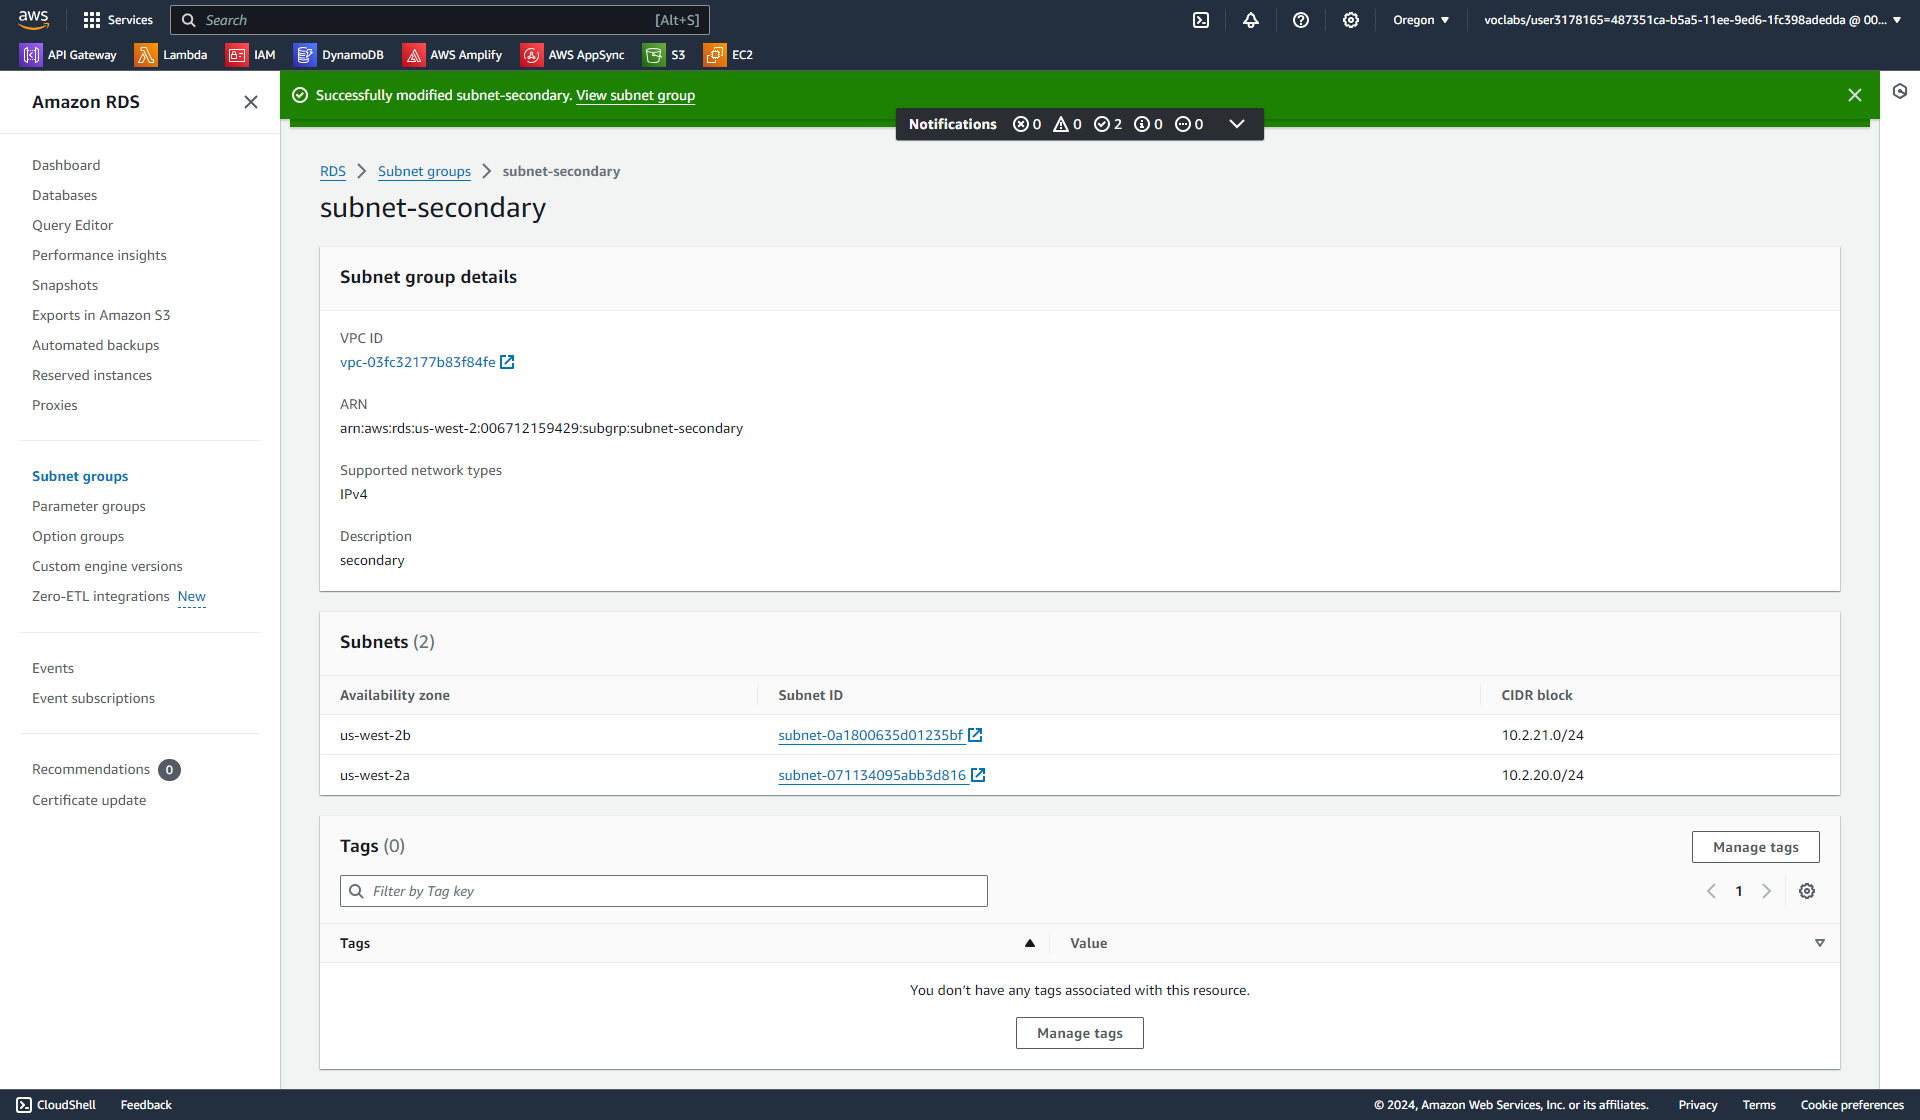 aws
Services
Search
[Alt+S]
Oregon
voclabs/user3178165=487351ca-b5a5-11ee-9ed6-1fc398adedda @ 00...
API Gateway
Lambda
IAM
DynamoDB
AWS Amplify
AWS AppSync
S3
EC2
Amazon RDS
Dashboard
Databases
Query Editor
Performance insights
Snapshots
Exports in Amazon S3
Automated backups
Reserved instances
Proxies
Subnet groups
Parameter groups
Option groups
Custom engine versions
Zero-ETL integrations New
Events
Event subscriptions
Recommendations 0
Certificate update
Successfully modified subnet-secondary. View subnet group
Notifications 0 0 2 0 0
RDS
Subnet groups
subnet-secondary
subnet-secondary
Subnet group details
VPC ID
vpc-03fc32177b83f84fe
ARN
arn:aws:rds:us-west-2:006712159429:subgrp:subnet-secondary
Supported network types
IPv4
Description
secondary
Subnets (2)
Availability zone Subnet ID CIDR block
us-west-2b subnet-0a1800635d01235bf 10.2.21.0/24
us-west-2a subnet-071134095abb3d816 10.2.20.0/24
Tags (0)
Manage tags
Filter by Tag key
1
Tags Value
You don't have any tags associated with this resource.
Manage tags
CloudShell
Feedback
© 2024, Amazon Web Services, Inc. or its affiliates.
Privacy
Terms
Cookie preferences